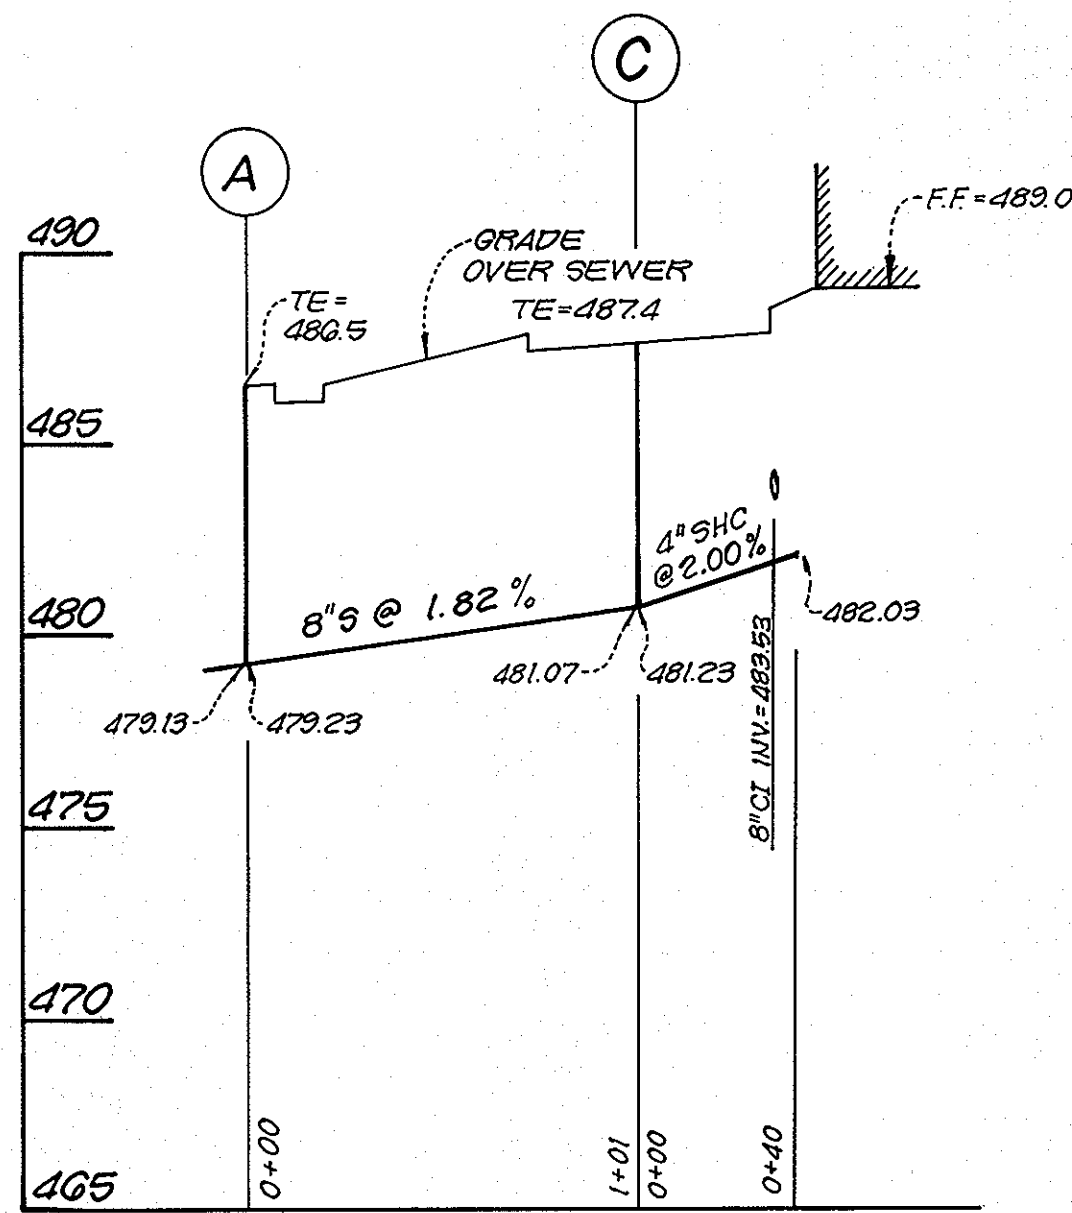 C
A
F.F.=489.0
490
GRADE
OVER SEWER
TE=
486.5
TE=487.4
485
4"SHC
@2.00%
8"S @ 1.82%
480
482.03
481.07
481.23
479.13
479.23
8"CI INV.=483.53
475
470
465
0+00
1+01
0+00
0+40